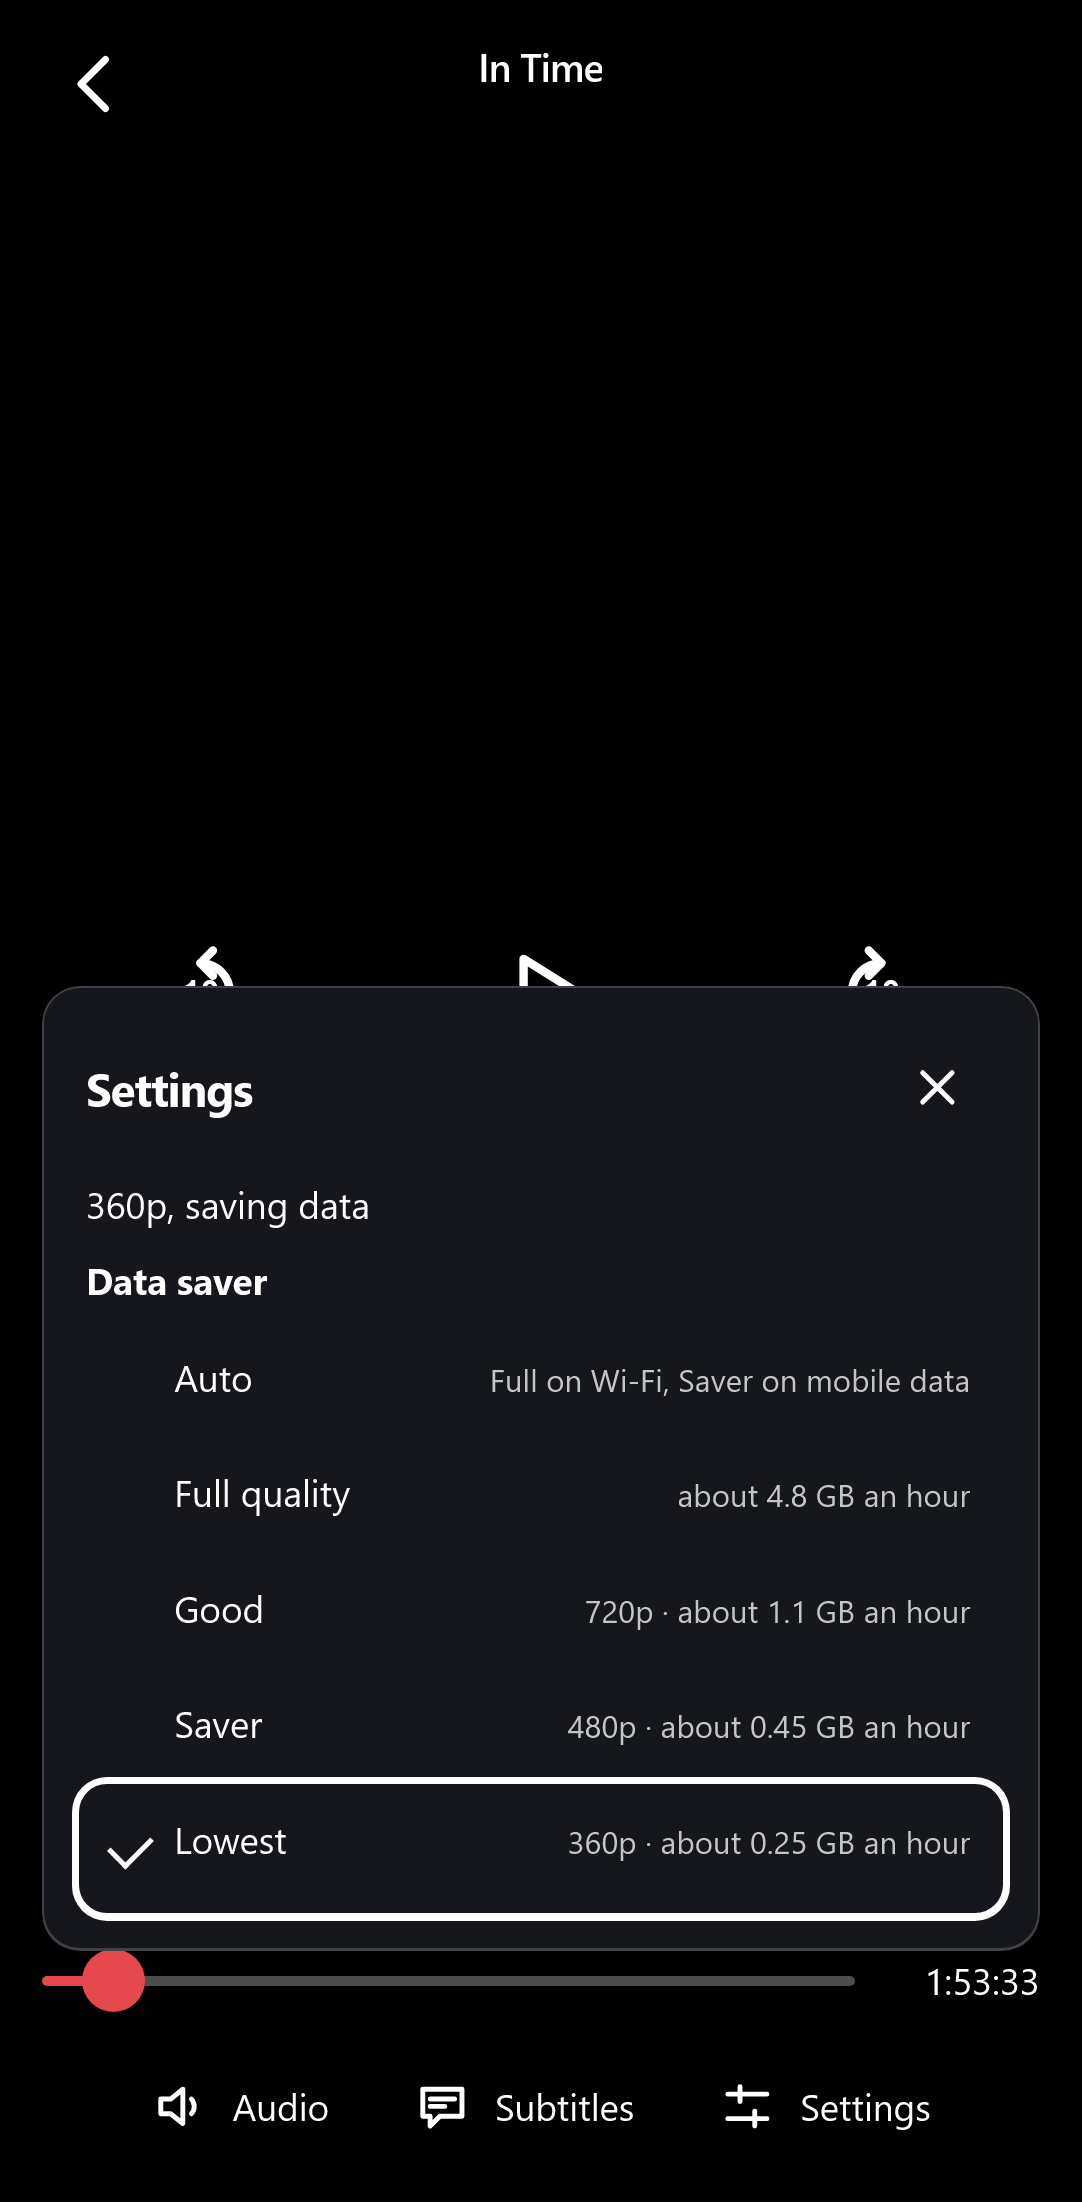 In Time
Settings
360p, saving data
Data saver
Auto Full on Wi-Fi, Saver on mobile data
Full quality about 4.8 GB an hour
Good 720p · about 1.1 GB an hour
Saver 480p · about 0.45 GB an hour
Lowest 360p · about 0.25 GB an hour
1:53:33
Audio Subtitles Settings